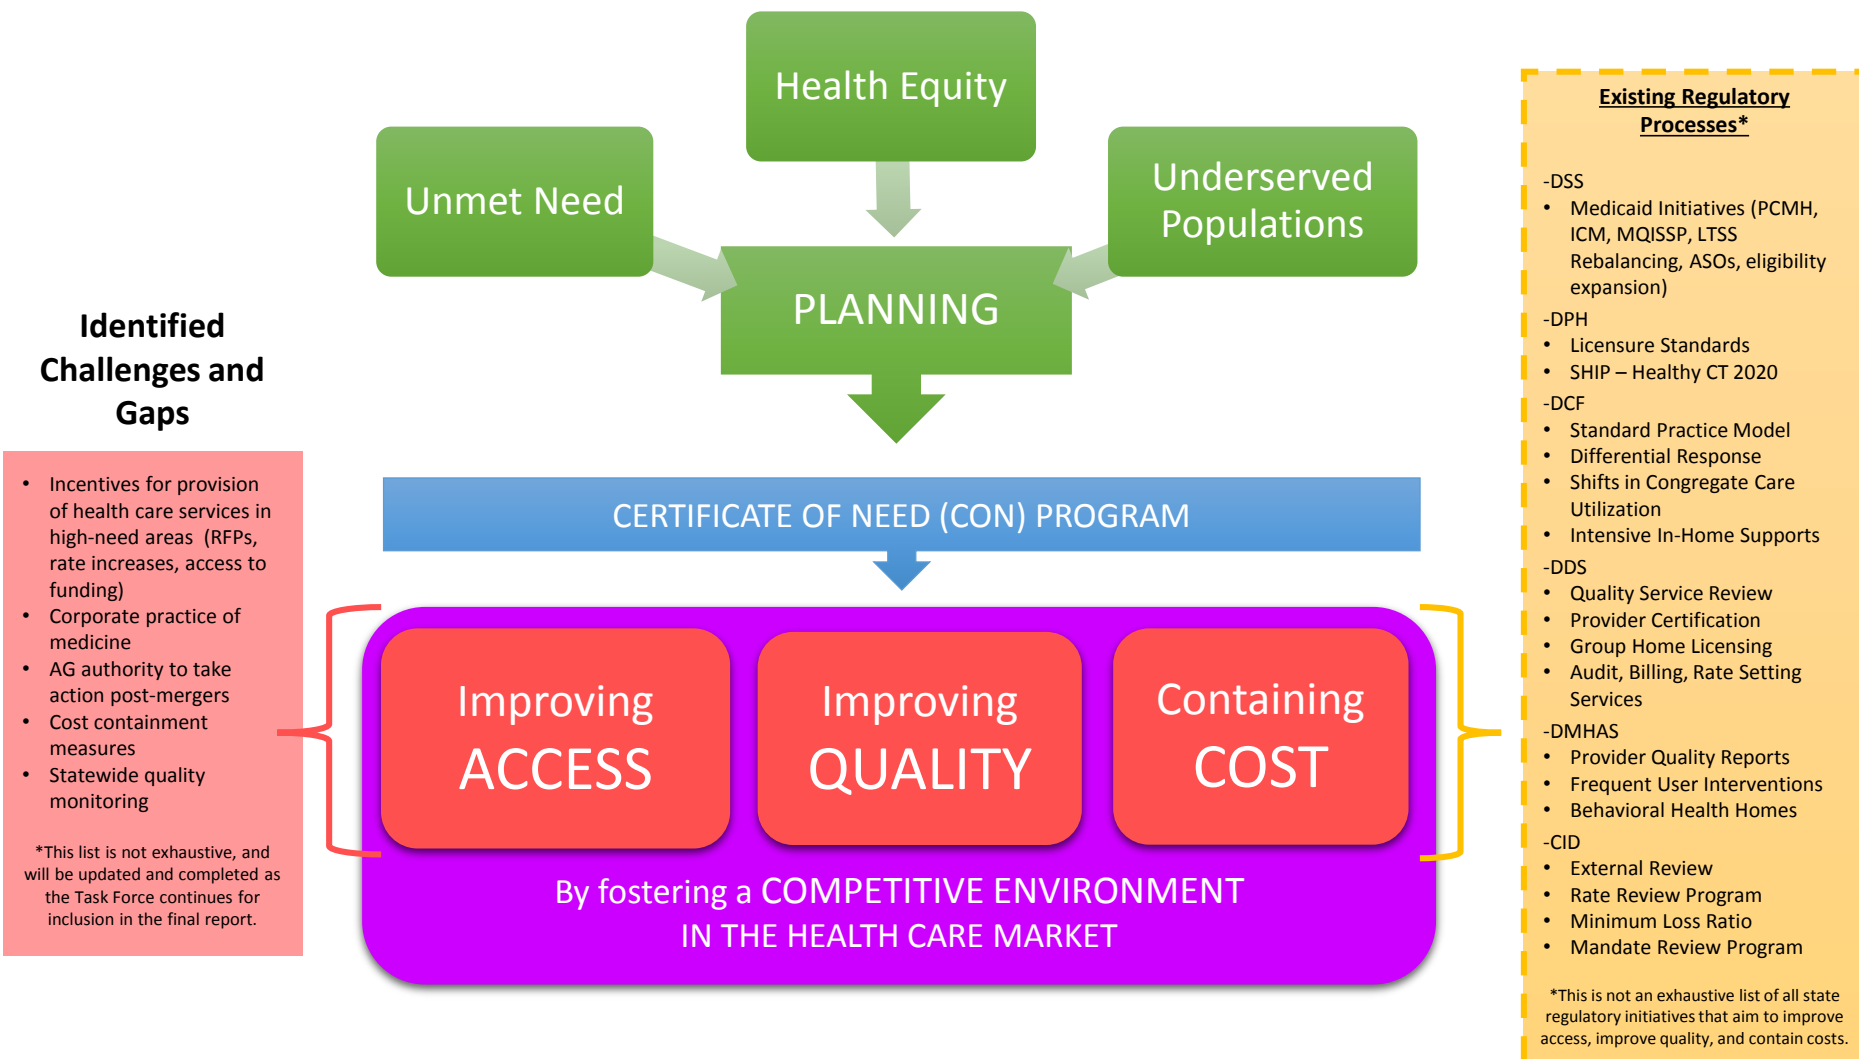 Health Equity
Unmet Need
Underserved
Populations
PLANNING
CERTIFICATE OF NEED (CON) PROGRAM
Improving
ACCESS
Improving
QUALITY
Containing
COST
By fostering a COMPETITIVE ENVIRONMENT
IN THE HEALTH CARE MARKET
Identified
Challenges and
Gaps
• Incentives for provision
of health care services in
high-need areas (RFPs,
rate increases, access to
funding)
• Corporate practice of
medicine
• AG authority to take
action post-mergers
• Cost containment
measures
• Statewide quality
monitoring
*This list is not exhaustive, and
will be updated and completed as
the Task Force continues for
inclusion in the final report.
Existing Regulatory
Processes*
-DSS
• Medicaid Initiatives (PCMH,
ICM, MQISSP, LTSS
Rebalancing, ASOs, eligibility
expansion)
-DPH
• Licensure Standards
• SHIP – Healthy CT 2020
-DCF
• Standard Practice Model
• Differential Response
• Shifts in Congregate Care
Utilization
• Intensive In-Home Supports
-DDS
• Quality Service Review
• Provider Certification
• Group Home Licensing
• Audit, Billing, Rate Setting
Services
-DMHAS
• Provider Quality Reports
• Frequent User Interventions
• Behavioral Health Homes
-CID
• External Review
• Rate Review Program
• Minimum Loss Ratio
• Mandate Review Program
*This is not an exhaustive list of all state
regulatory initiatives that aim to improve
access, improve quality, and contain costs.